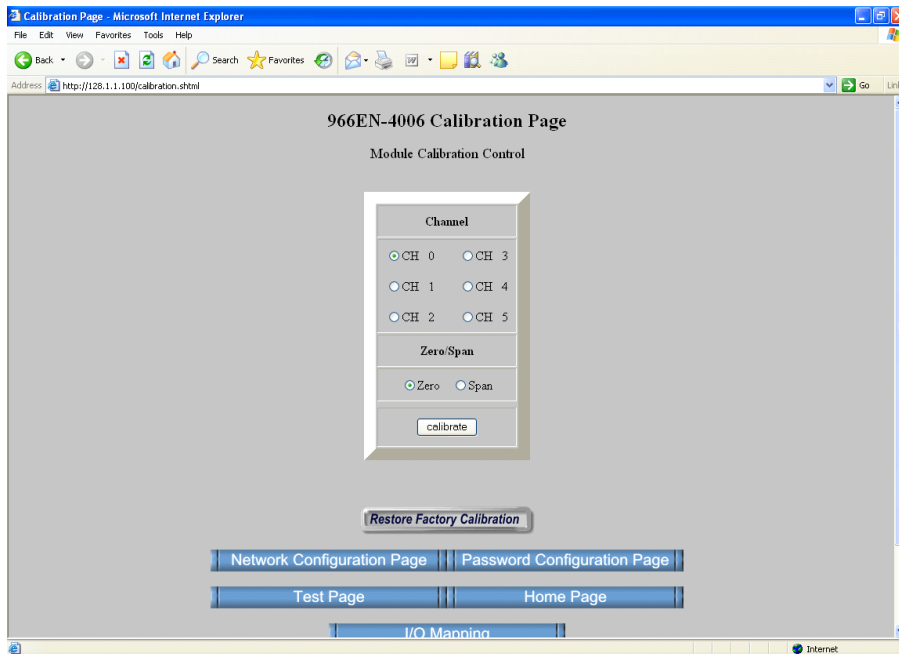 Calibration Page - Microsoft Internet Explorer
File Edit View Favorites Tools Help
Back Search Favorites
Address http://128.1.1.100/calibration.shtml Go
966EN-4006 Calibration Page
Module Calibration Control
Channel
CH 0 CH 3
CH 1 CH 4
CH 2 CH 5
Zero/Span
Zero Span
calibrate
Restore Factory Calibration
Network Configuration Page Password Configuration Page
Test Page Home Page
I/O Mapping
Internet